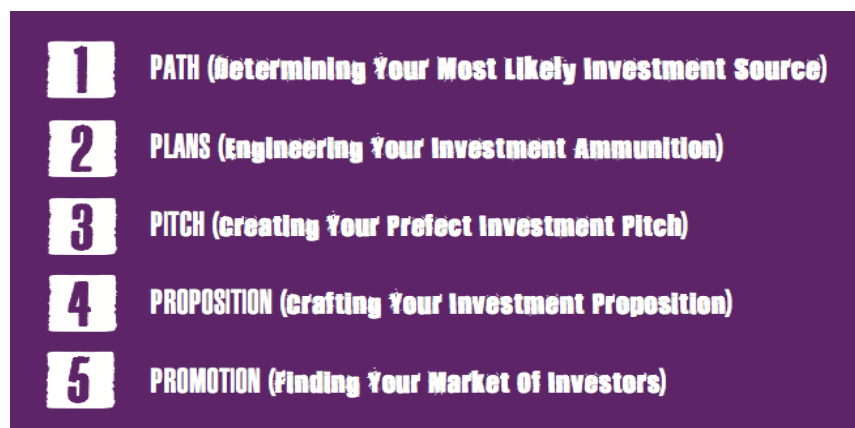 1 PATH (Determining Your Most Likely Investment Source)
2 PLANS (Engineering Your Investment Ammunition)
3 PITCH (Creating Your Prefect Investment Pitch)
4 PROPOSITION (Crafting Your Investment Proposition)
5 PROMOTION (Finding Your Market Of Investors)